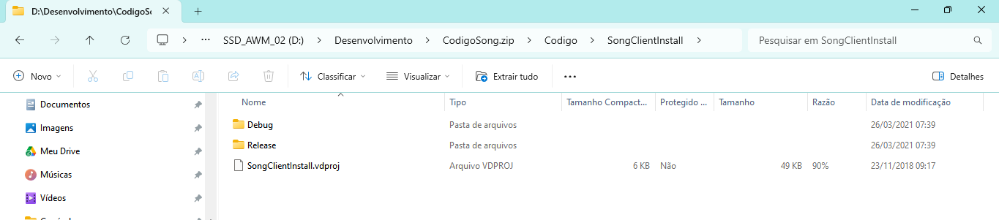 D:\Desenvolvimento\CodigoSo
SSD_AWM_02 (D:) Desenvolvimento CodigoSong.zip Codigo SongClientInstall Pesquisar em SongClientInstall
Novo Classificar Visualizar Extrair tudo Detalhes
Nome Tipo Tamanho Compact... Protegido ... Tamanho Razão Data de modificação
Documentos
Imagens
Meu Drive
Músicas
Vídeos
Debug Pasta de arquivos 26/03/2021 07:39
Release Pasta de arquivos 26/03/2021 07:39
SongClientInstall.vdproj Arquivo VDPROJ 6 KB Não 49 KB 90% 23/11/2018 09:17